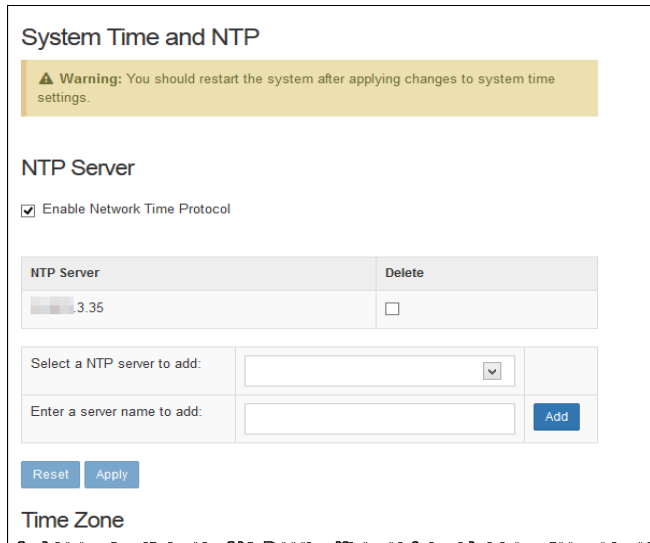 System Time and NTP
Warning: You should restart the system after applying changes to system time
settings.
NTP Server
Enable Network Time Protocol
NTP Server Delete
.3.35
Select a NTP server to add:
Enter a server name to add:
Add
Reset Apply
Time Zone